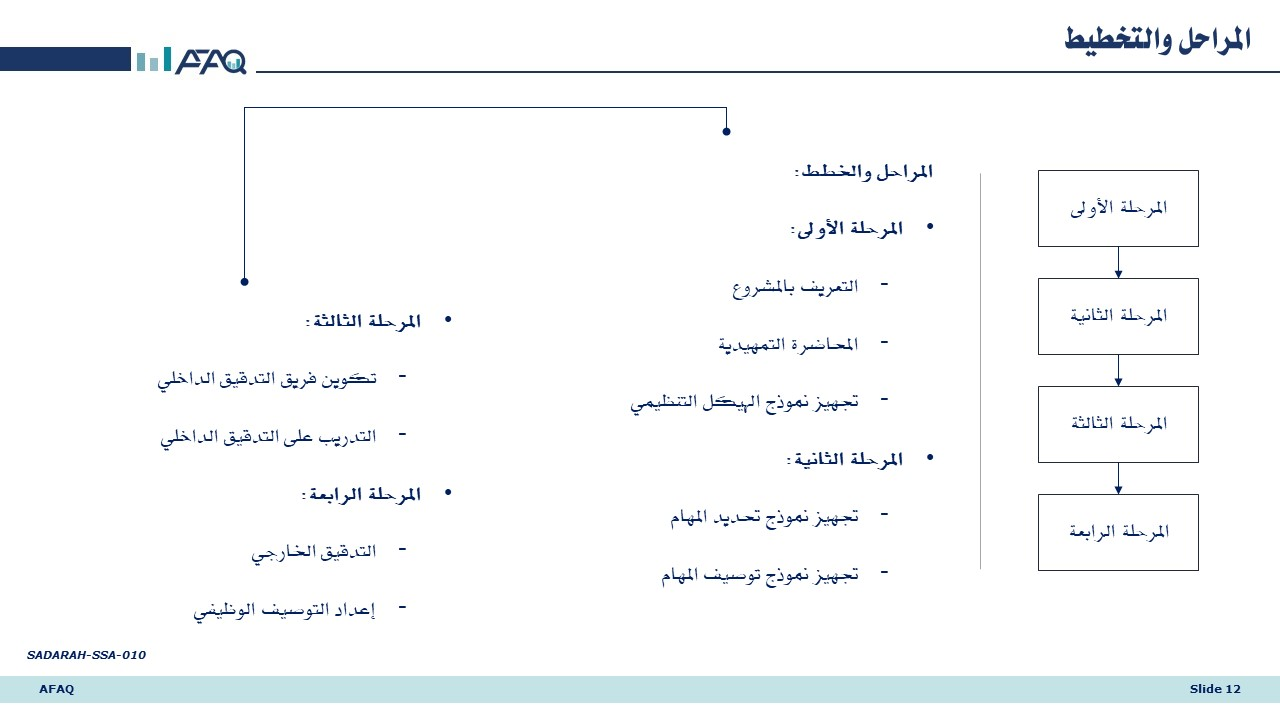 المراحل والتخطيط
AFAQ
المرحلة الأولى
المرحلة الثانية
المرحلة الثالثة
المرحلة الرابعة
المراحل والخطط:
• المرحلة الأولى:
- التعريف بالمشروع
- المحاضرة التمهيدية
- تجهيز نموذج الهيكل التنظيمي
• المرحلة الثانية:
- تجهيز نموذج تحديد المهام
- تجهيز نموذج توصيف المهام
• المرحلة الثالثة:
- تكوين فريق التدقيق الداخلي
- التدريب على التدقيق الداخلي
• المرحلة الرابعة:
- التدقيق الخارجي
- إعداد التوصيف الوظيفي
SADARAH-SSA-010
AFAQ
Slide 12